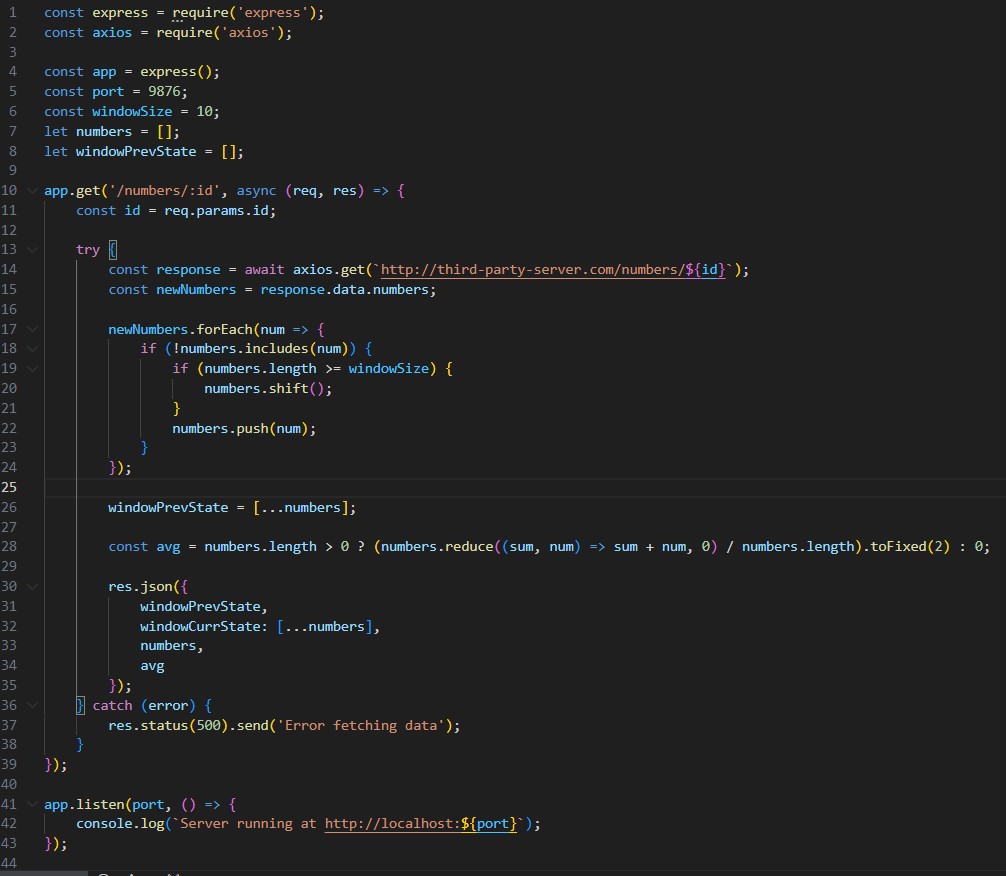 1 const express = require('express');
2 const axios = require('axios');
3
4 const app = express();
5 const port = 9876;
6 const windowSize = 10;
7 let numbers = [];
8 let windowPrevState = [];
9
10 app.get('/numbers/:id', async (req, res) => {
11     const id = req.params.id;
12
13     try {
14         const response = await axios.get(`http://third-party-server.com/numbers/${id}`);
15         const newNumbers = response.data.numbers;
16
17         newNumbers.forEach(num => {
18             if (!numbers.includes(num)) {
19                 if (numbers.length >= windowSize) {
20                     numbers.shift();
21                 }
22                 numbers.push(num);
23             }
24         });
25
26         windowPrevState = [...numbers];
27
28         const avg = numbers.length > 0 ? (numbers.reduce((sum, num) => sum + num, 0) / numbers.length).toFixed(2) : 0;
29
30         res.json({
31             windowPrevState,
32             windowCurrState: [...numbers],
33             numbers,
34             avg
35         });
36     } catch (error) {
37         res.status(500).send('Error fetching data');
38     }
39 });
40
41 app.listen(port, () => {
42     console.log(`Server running at http://localhost:${port}`);
43 });
44